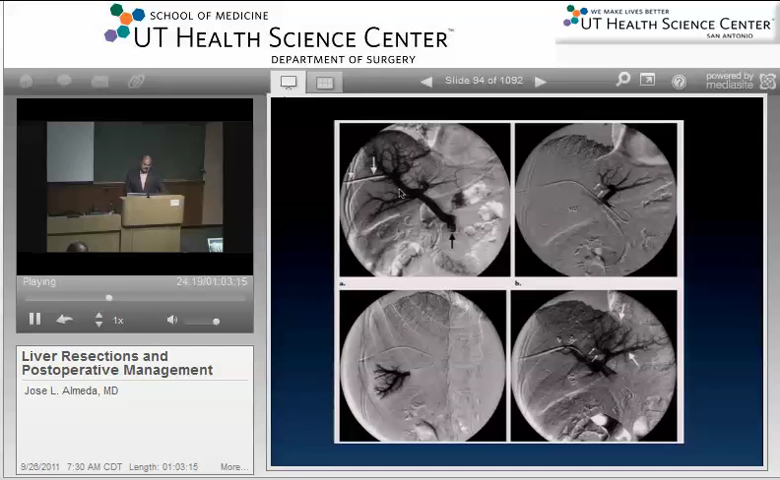 SCHOOL OF MEDICINE
UT HEALTH SCIENCE CENTER™
DEPARTMENT OF SURGERY
WE MAKE LIVES BETTER
UT HEALTH SCIENCE CENTER
SAN ANTONIO
Slide 94 of 1092
powered by
mediasite
Playing
24:19/01:03:15
1x
a.
b.
Liver Resections and
Postoperative Management
Jose L. Almeda, MD
9/26/2011 7:30 AM CDT Length: 01:03:15 More...